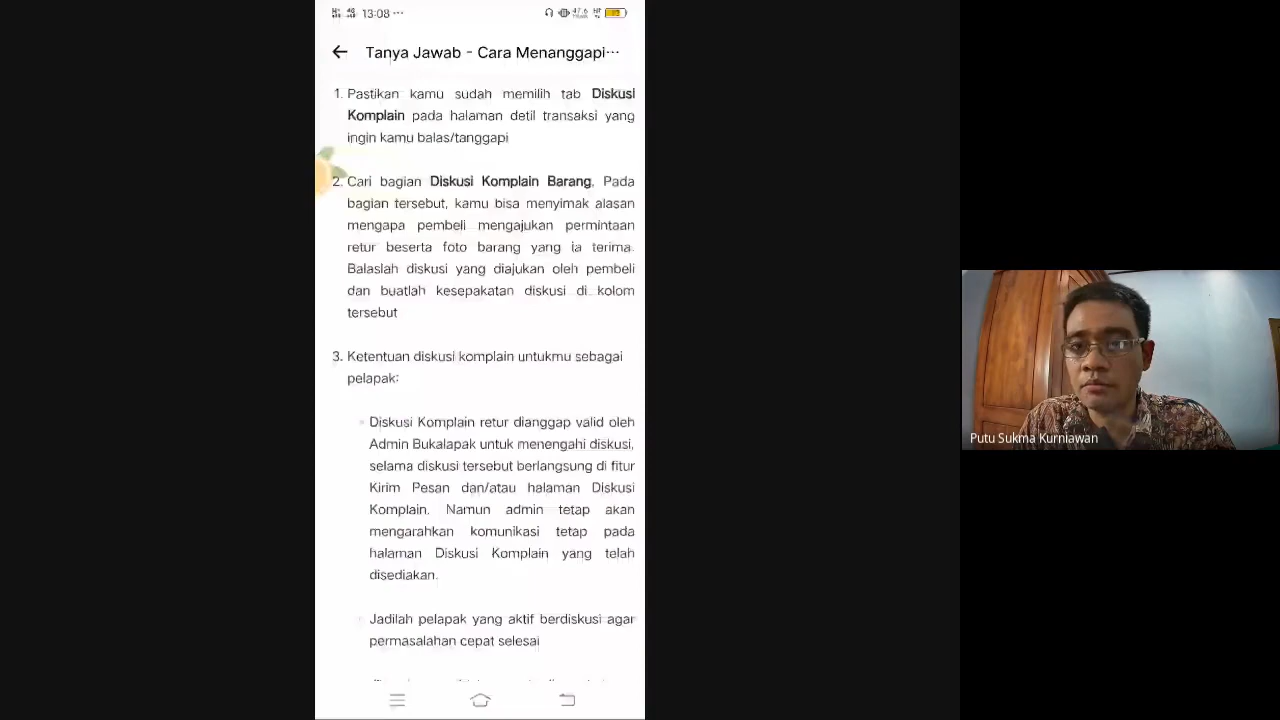 13:08 ···
47.6
Tanya Jawab - Cara Menanggapi···
1. Pastikan kamu sudah memilih tab Diskusi
Komplain pada halaman detil transaksi yang
ingin kamu balas/tanggapi
2. Cari bagian Diskusi Komplain Barang. Pada
bagian tersebut, kamu bisa menyimak alasan
mengapa pembeli mengajukan permintaan
retur beserta foto barang yang ia terima.
Balaslah diskusi yang diajukan oleh pembeli
dan buatlah kesepakatan diskusi di kolom
tersebut
3. Ketentuan diskusi komplain untukmu sebagai
pelapak:
Diskusi Komplain retur dianggap valid oleh
Admin Bukalapak untuk menengahi diskusi,
selama diskusi tersebut berlangsung di fitur
Kirim Pesan dan/atau halaman Diskusi
Komplain. Namun admin tetap akan
mengarahkan komunikasi tetap pada
halaman Diskusi Komplain yang telah
disediakan.
Jadilah pelapak yang aktif berdiskusi agar
permasalahan cepat selesai
Putu Sukma Kurniawan